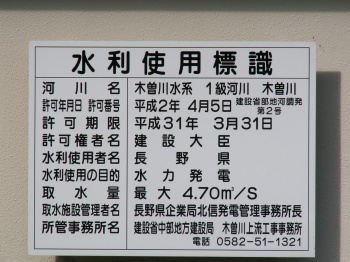 水利使用標識
河川名 木曽川水系 1級河川 木曽川
許可年月日 許可番号 平成2年 4月5日 建設省部地河調発第2号
許可期限 平成31年 3月31日
許可権者名 建設大臣
水利使用者名 長野県
水利使用の目的 水力発電
取水量 最大 4.70㎥/S
取水施設管理者名 長野県企業局北信発電管理事務所長
所管事務所名 建設省中部地方建設局 木曽川上流工事事務所
電話 0582-51-1321